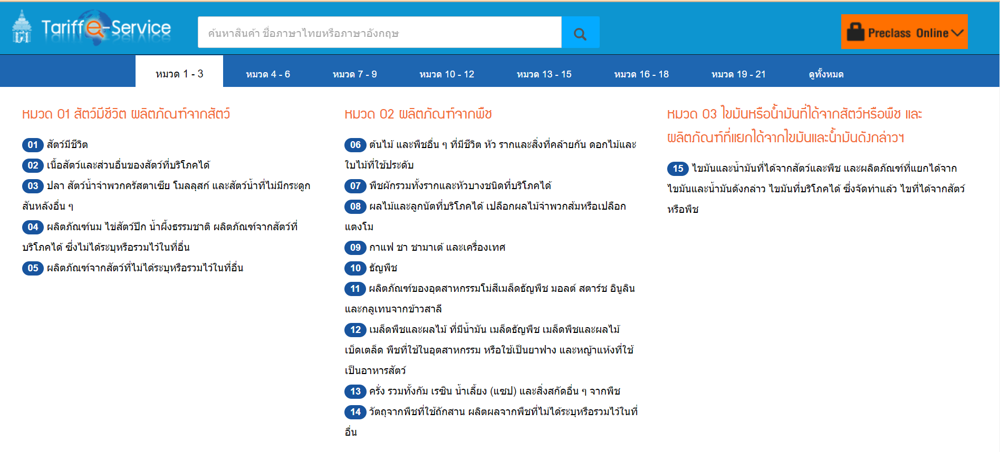 Tariff e-Service
ค้นหาสินค้า ชื่อภาษาไทยหรือภาษาอังกฤษ
Preclass Online
หมวด 1 - 3
หมวด 4 - 6
หมวด 7 - 9
หมวด 10 - 12
หมวด 13 - 15
หมวด 16 - 18
หมวด 19 - 21
ดูทั้งหมด
หมวด 01 สัตว์มีชีวิต ผลิตภัณฑ์จากสัตว์
01 สัตว์มีชีวิต
02 เนื้อสัตว์และส่วนอื่นของสัตว์ที่บริโภคได้
03 ปลา สัตว์น้ำจำพวกครัสตาเซีย โมลลุสก์ และสัตว์น้ำที่ไม่มีกระดูก
สันหลังอื่น ๆ
04 ผลิตภัณฑ์นม ไข่สัตว์ปีก น้ำผึ้งธรรมชาติ ผลิตภัณฑ์จากสัตว์ที่
บริโภคได้ ซึ่งไม่ได้ระบุหรือรวมไว้ในที่อื่น
05 ผลิตภัณฑ์จากสัตว์ที่ไม่ได้ระบุหรือรวมไว้ในที่อื่น
หมวด 02 ผลิตภัณฑ์จากพืช
06 ต้นไม้ และพืชอื่น ๆ ที่มีชีวิต หัว รากและสิ่งที่คล้ายกัน ดอกไม้และ
ใบไม้ที่ใช้ประดับ
07 พืชผักรวมทั้งรากและหัวบางชนิดที่บริโภคได้
08 ผลไม้และลูกนัตที่บริโภคได้ เปลือกผลไม้จำพวกส้มหรือเปลือก
แตงโม
09 กาแฟ ชา ชามาเต้ และเครื่องเทศ
10 ธัญพืช
11 ผลิตภัณฑ์ของอุตสาหกรรมโม่สีเมล็ดธัญพืช มอลต์ สตาร์ช อินูลิน
และกลูเทนจากข้าวสาลี
12 เมล็ดพืชและผลไม้ ที่มีน้ำมัน เมล็ดธัญพืช เมล็ดพืชและผลไม้
เบ็ดเตล็ด พืชที่ใช้ในอุตสาหกรรม หรือใช้เป็นยาฟาง และหญ้าแห้งที่ใช้
เป็นอาหารสัตว์
13 ครั่ง รวมทั้งกัม เรซิน น้ำเลี้ยง (แซป) และสิ่งสกัดอื่น ๆ จากพืช
14 วัตถุจากพืชที่ใช้ถักสาน ผลิตผลจากพืชที่ไม่ได้ระบุหรือรวมไว้ในที่
อื่น
หมวด 03 ไขมันหรือน้ำมันที่ได้จากสัตว์หรือพืช และ
ผลิตภัณฑ์ที่แยกได้จากไขมันและน้ำมันดังกล่าวฯ
15 ไขมันและน้ำมันที่ได้จากสัตว์และพืช และผลิตภัณฑ์ที่แยกได้จาก
ไขมันและน้ำมันดังกล่าว ไขมันที่บริโภคได้ ซึ่งจัดทำแล้ว ไขที่ได้จากสัตว์
หรือพืช